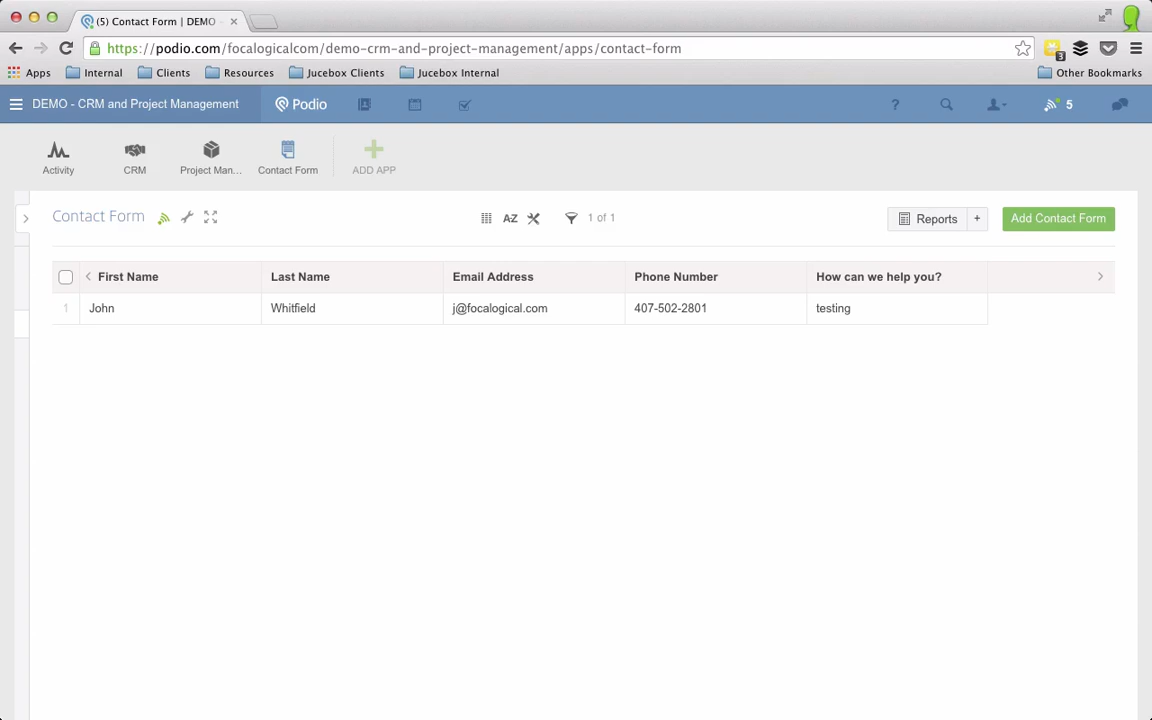 (5) Contact Form | DEMO -
https://podio.com/focalogicalcom/demo-crm-and-project-management/apps/contact-form
3
Apps Internal Clients Resources Jucebox Clients Jucebox Internal Other Bookmarks
DEMO - CRM and Project Management Podio ? 5
Activity CRM Project Man... Contact Form ADD APP
Contact Form A-Z 1 of 1 Reports + Add Contact Form
First Name Last Name Email Address Phone Number How can we help you?
1 John Whitfield j@focalogical.com 407-502-2801 testing